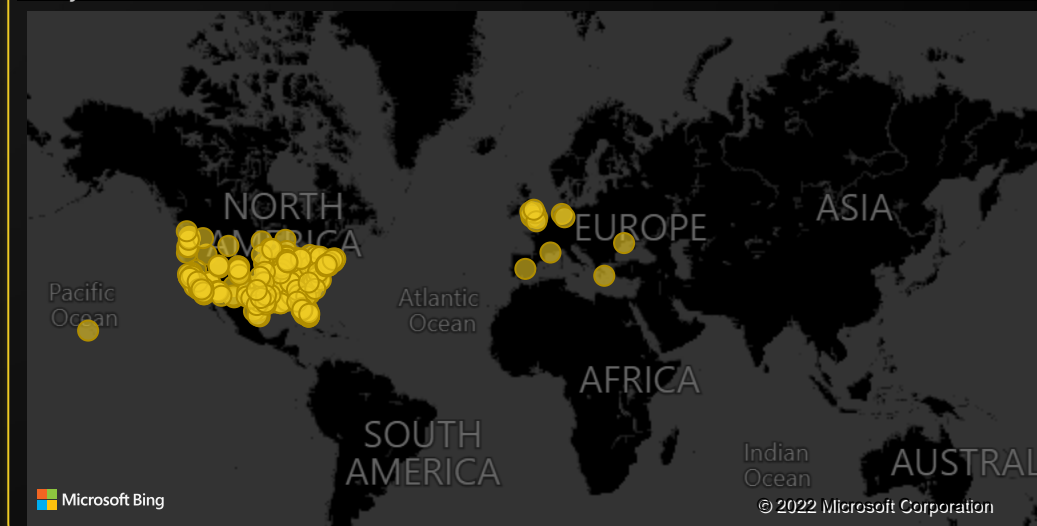 NORTH
AMERICA
EUROPE
ASIA
Pacific
Ocean
Atlantic
Ocean
AFRICA
SOUTH
AMERICA
Indian
Ocean
AUSTRAL
Microsoft Bing
© 2022 Microsoft Corporation